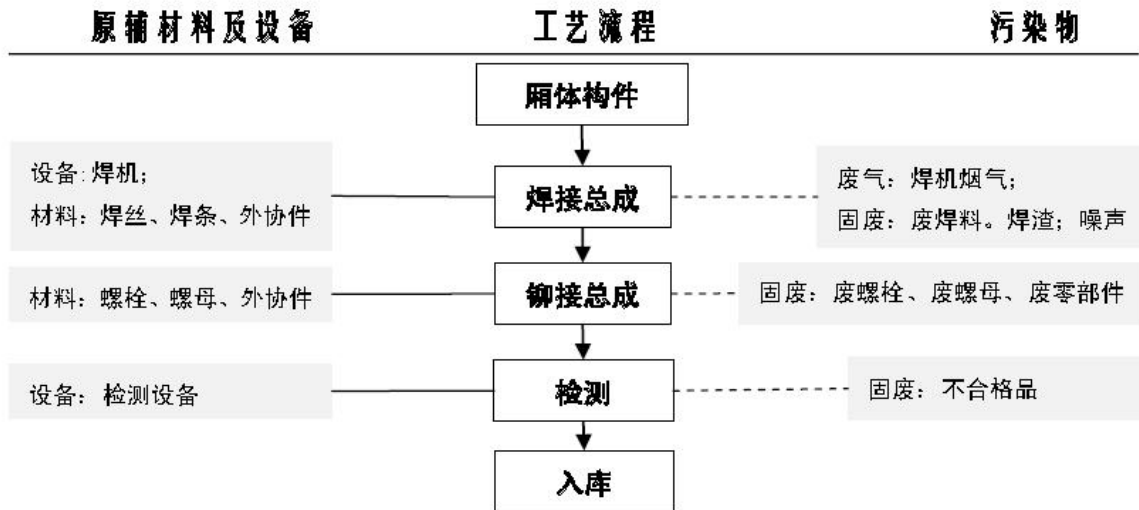 原辅材料及设备 工艺流程 污染物
厢体构件
设备:焊机;
材料：焊丝、焊条、外协件
焊接总成
废气：焊机烟气;
固废：废焊料。焊渣；噪声
材料：螺栓、螺母、外协件
铆接总成
固废：废螺栓、废螺母、废零部件
设备：检测设备
检测
固废：不合格品
入库